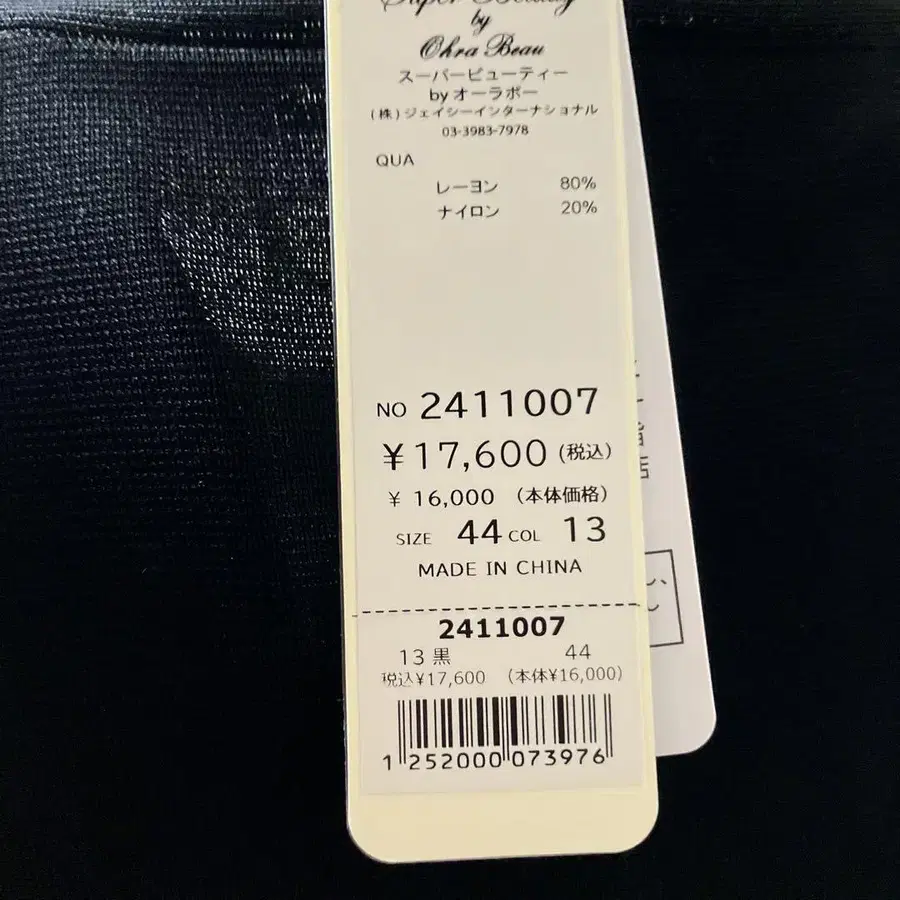 Super Beauty
by
Ohra Beau
スーパービューティー
by オーラボー
(株)ジェイシーインターナショナル
03-3983-7978
QUA
レーヨン 80%
ナイロン 20%
NO 2411007
¥17,600 (税込)
¥ 16,000 (本体価格)
SIZE 44 COL 13
MADE IN CHINA
2411007
13 黒 44
税込¥17,600 (本体¥16,000)
1 252000 073976